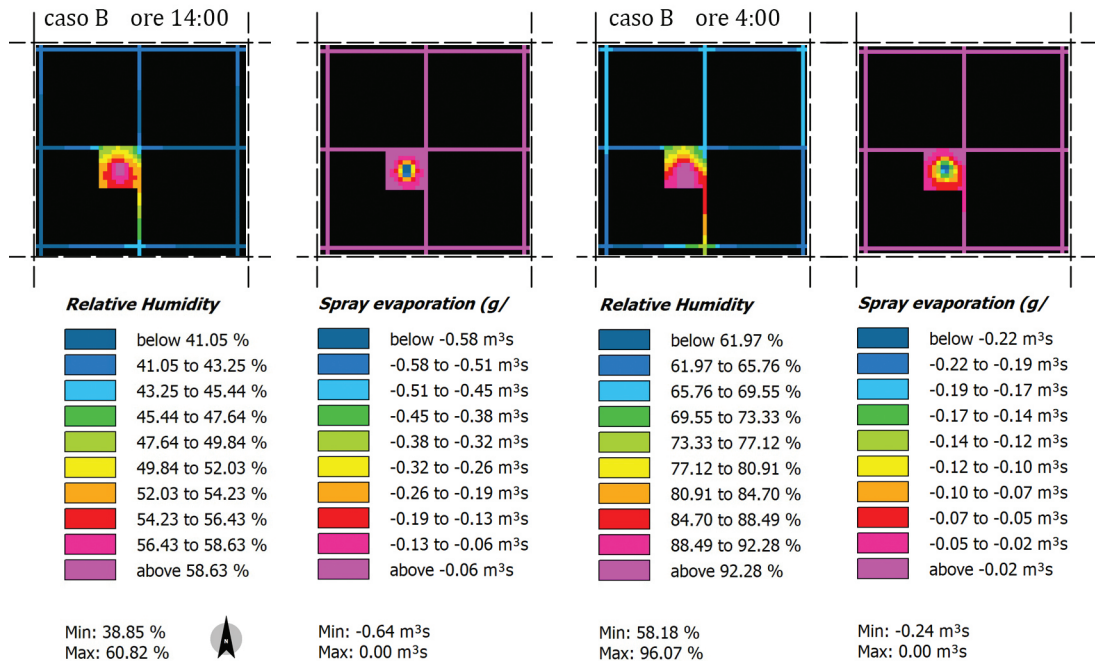 caso B ore 14:00
caso B ore 4:00
Relative Humidity
below 41.05 %
41.05 to 43.25 %
43.25 to 45.44 %
45.44 to 47.64 %
47.64 to 49.84 %
49.84 to 52.03 %
52.03 to 54.23 %
54.23 to 56.43 %
56.43 to 58.63 %
above 58.63 %
Min: 38.85 %
Max: 60.82 %
N
Spray evaporation (g/
below -0.58 m³s
-0.58 to -0.51 m³s
-0.51 to -0.45 m³s
-0.45 to -0.38 m³s
-0.38 to -0.32 m³s
-0.32 to -0.26 m³s
-0.26 to -0.19 m³s
-0.19 to -0.13 m³s
-0.13 to -0.06 m³s
above -0.06 m³s
Min: -0.64 m³s
Max: 0.00 m³s
Relative Humidity
below 61.97 %
61.97 to 65.76 %
65.76 to 69.55 %
69.55 to 73.33 %
73.33 to 77.12 %
77.12 to 80.91 %
80.91 to 84.70 %
84.70 to 88.49 %
88.49 to 92.28 %
above 92.28 %
Min: 58.18 %
Max: 96.07 %
Spray evaporation (g/
below -0.22 m³s
-0.22 to -0.19 m³s
-0.19 to -0.17 m³s
-0.17 to -0.14 m³s
-0.14 to -0.12 m³s
-0.12 to -0.10 m³s
-0.10 to -0.07 m³s
-0.07 to -0.05 m³s
-0.05 to -0.02 m³s
above -0.02 m³s
Min: -0.24 m³s
Max: 0.00 m³s